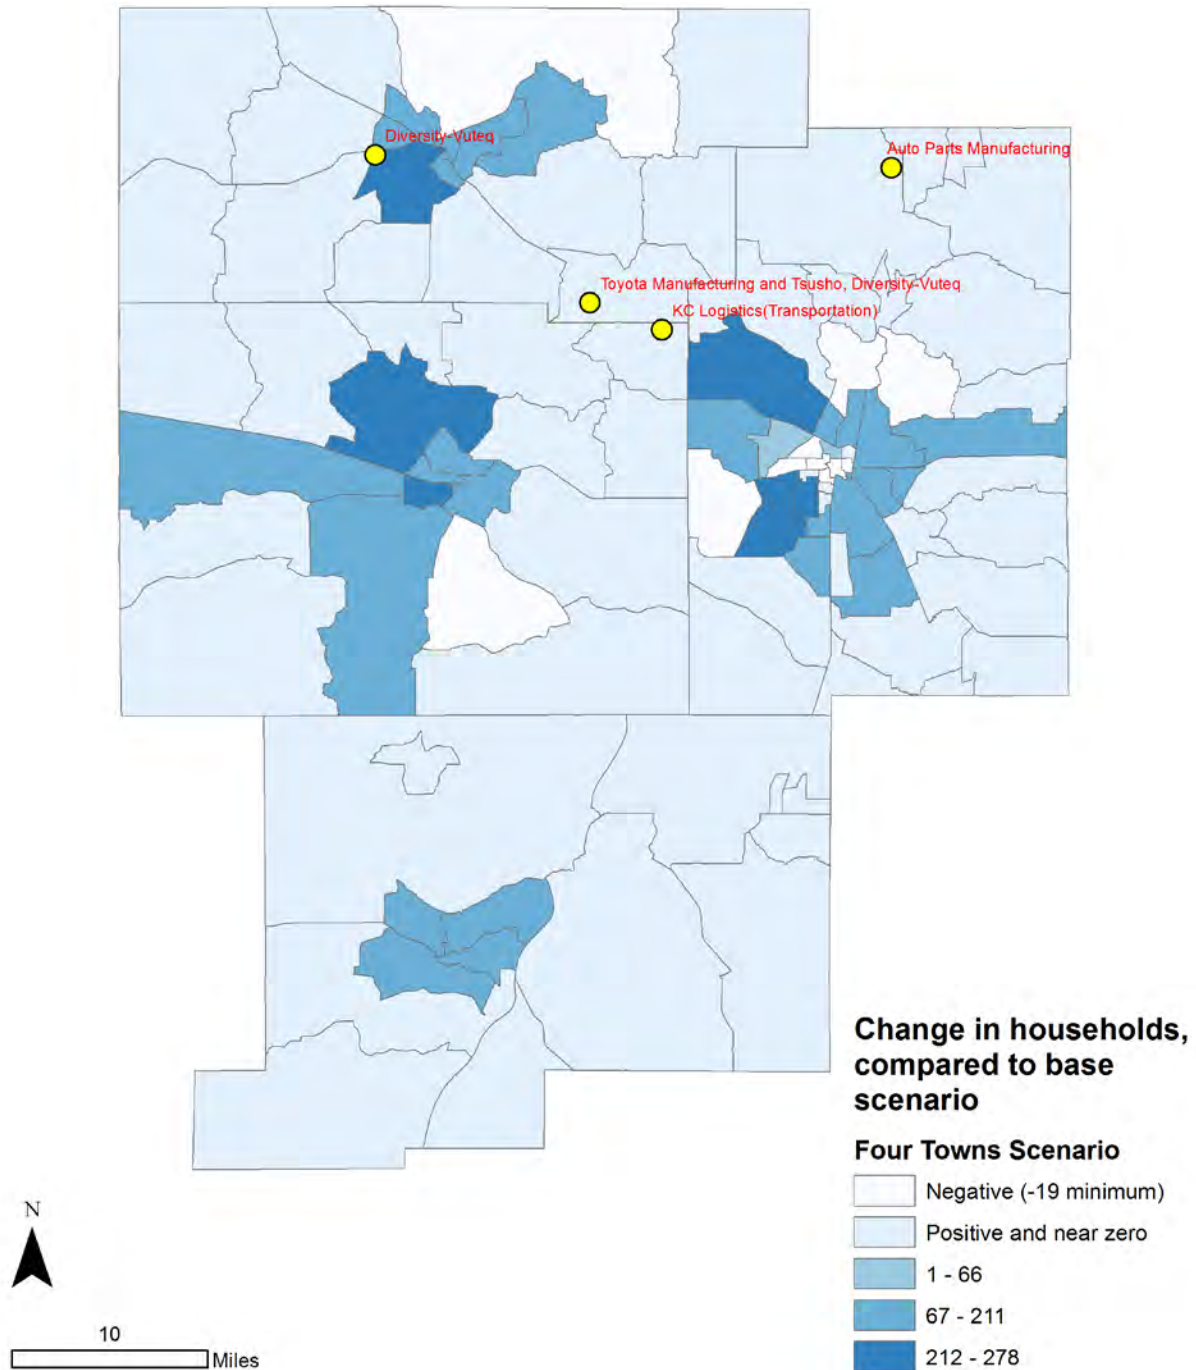 Diversity-Vuteq
Auto Parts Manufacturing
Toyota Manufacturing and Tsusho, Diversity-Vuteq
KC Logistics(Transportation)
Change in households,
compared to base
scenario
Four Towns Scenario
Negative (-19 minimum)
Positive and near zero
1 - 66
67 - 211
212 - 278
N
10
Miles